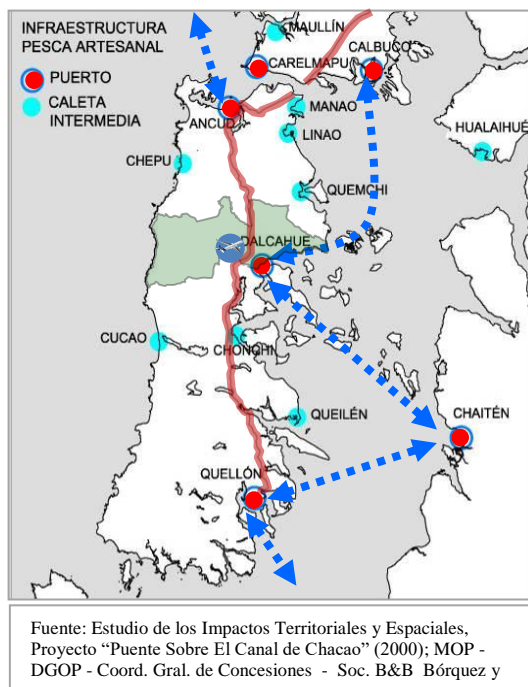 INFRAESTRUCTURA
PESCA ARTESANAL
PUERTO
CALETA
INTERMEDIA
MAULLÍN
CARELMAPU
CALBUCO
ANCUD
MANAO
LINAO
HUALAIHUÉ
CHEPU
QUEMCHI
DALCAHUE
CUCAO
CHONCHI
QUEILÉN
CHAITÉN
QUELLÓN
Fuente: Estudio de los Impactos Territoriales y Espaciales,
Proyecto “Puente Sobre El Canal de Chacao” (2000); MOP -
DGOP - Coord. Gral. de Concesiones - Soc. B&B Bórquez y